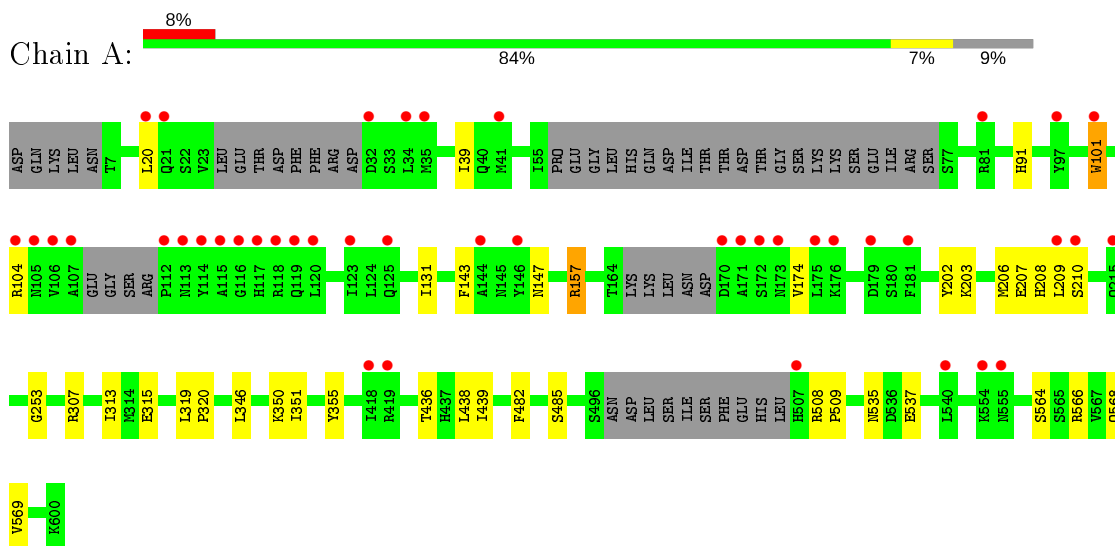 8%
Chain A:
84% 7% 9%
ASP GLN LYS LEU ASN T7 L20 Q21 S22 V23 LEU GLU THR ASP PHE PHE ARG ASP D32 S33 L34 M35 I39 Q40 M41 I55 PRO GLU GLY LEU HIS GLN ASP ILE THR THR ASP THR GLY SER LYS LYS SER GLU ILE ARG SER S77 R81 H91 Y97 W101
R104 N105 V106 A107 GLU GLY SER ARG P112 N113 Y114 A115 G116 H117 R118 Q119 L120 I123 L124 Q125 I131 F143 A144 N145 Y146 N147 R157 T164 LYS LYS LEU ASN ASP D170 A171 S172 N173 V174 L175 K176 D179 S180 F181 Y202 K203 M206 E207 H208 L209 S210
G253 R307 I313 M314 E315 L319 P320 L346 K350 I351 Y355 I418 R419 T436 H437 L438 I439 F482 S485 S496 ASN ASP LEU SER ILE SER PHE GLU HIS LEU H507 R508 P509 N535 D536 E537 L540 K554 N555 S564 S565 R566 V567
V569 K600